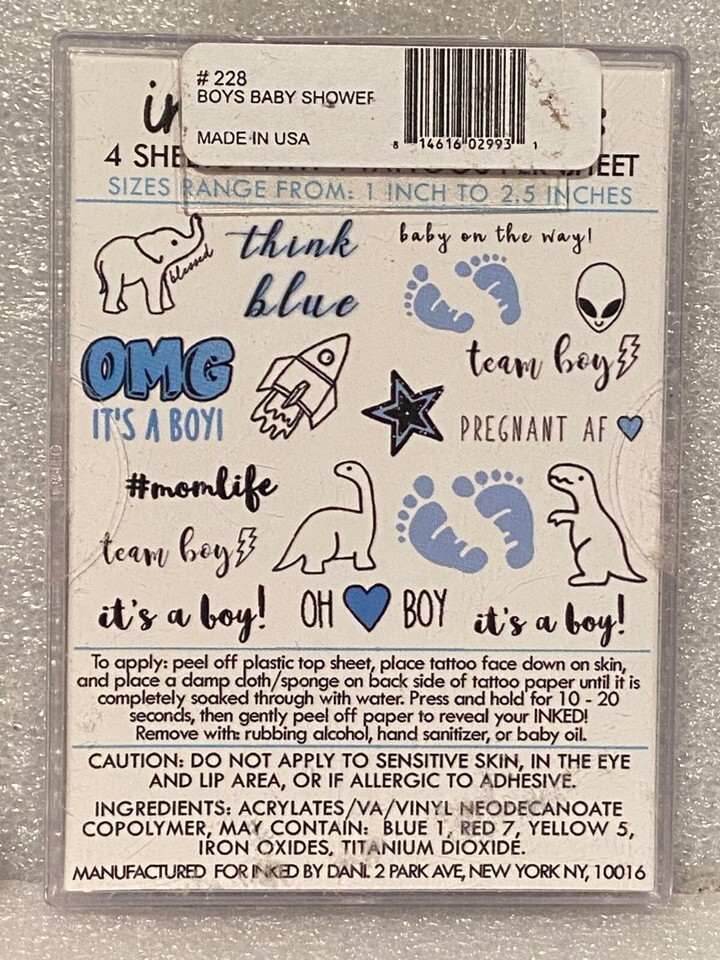 # 228
BOYS BABY SHOWER
MADE IN USA
8 14616 02993 1
4 SHEET
SIZES RANGE FROM: 1 INCH TO 2.5 INCHES
blessed
think
blue
baby on the way!
OMG
IT'S A BOY!
team boy
PREGNANT AF
#momlife
team boy
it's a boy!
OH BOY
it's a boy!
To apply: peel off plastic top sheet, place tattoo face down on skin,
and place a damp cloth/sponge on back side of tattoo paper until it is
completely soaked through with water. Press and hold for 10 - 20
seconds, then gently peel off paper to reveal your INKED!
Remove with: rubbing alcohol, hand sanitizer, or baby oil.
CAUTION: DO NOT APPLY TO SENSITIVE SKIN, IN THE EYE
AND LIP AREA, OR IF ALLERGIC TO ADHESIVE.
INGREDIENTS: ACRYLATES/VA/VINYL NEODECANOATE
COPOLYMER, MAY CONTAIN: BLUE 1, RED 7, YELLOW 5,
IRON OXIDES, TITANIUM DIOXIDE.
MANUFACTURED FOR INKED BY DANI. 2 PARK AVE, NEW YORK NY, 10016